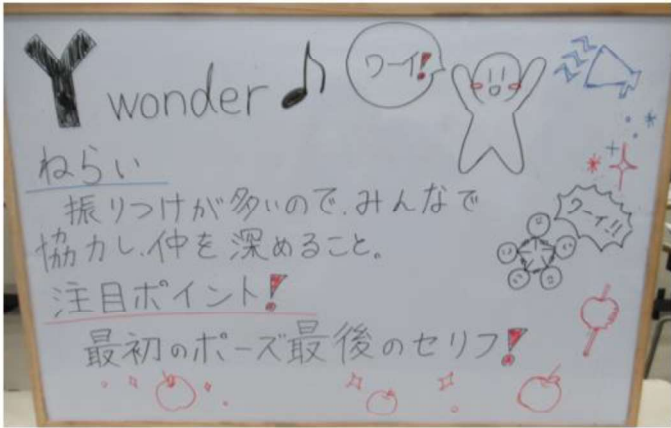 Y wonder♪
ワーイ!
ねらい
振りつけが多いので、みんなで
協力し、仲を深めること。
ワーイ!!
注目ポイント!
最初のポーズ最後のセリフ!